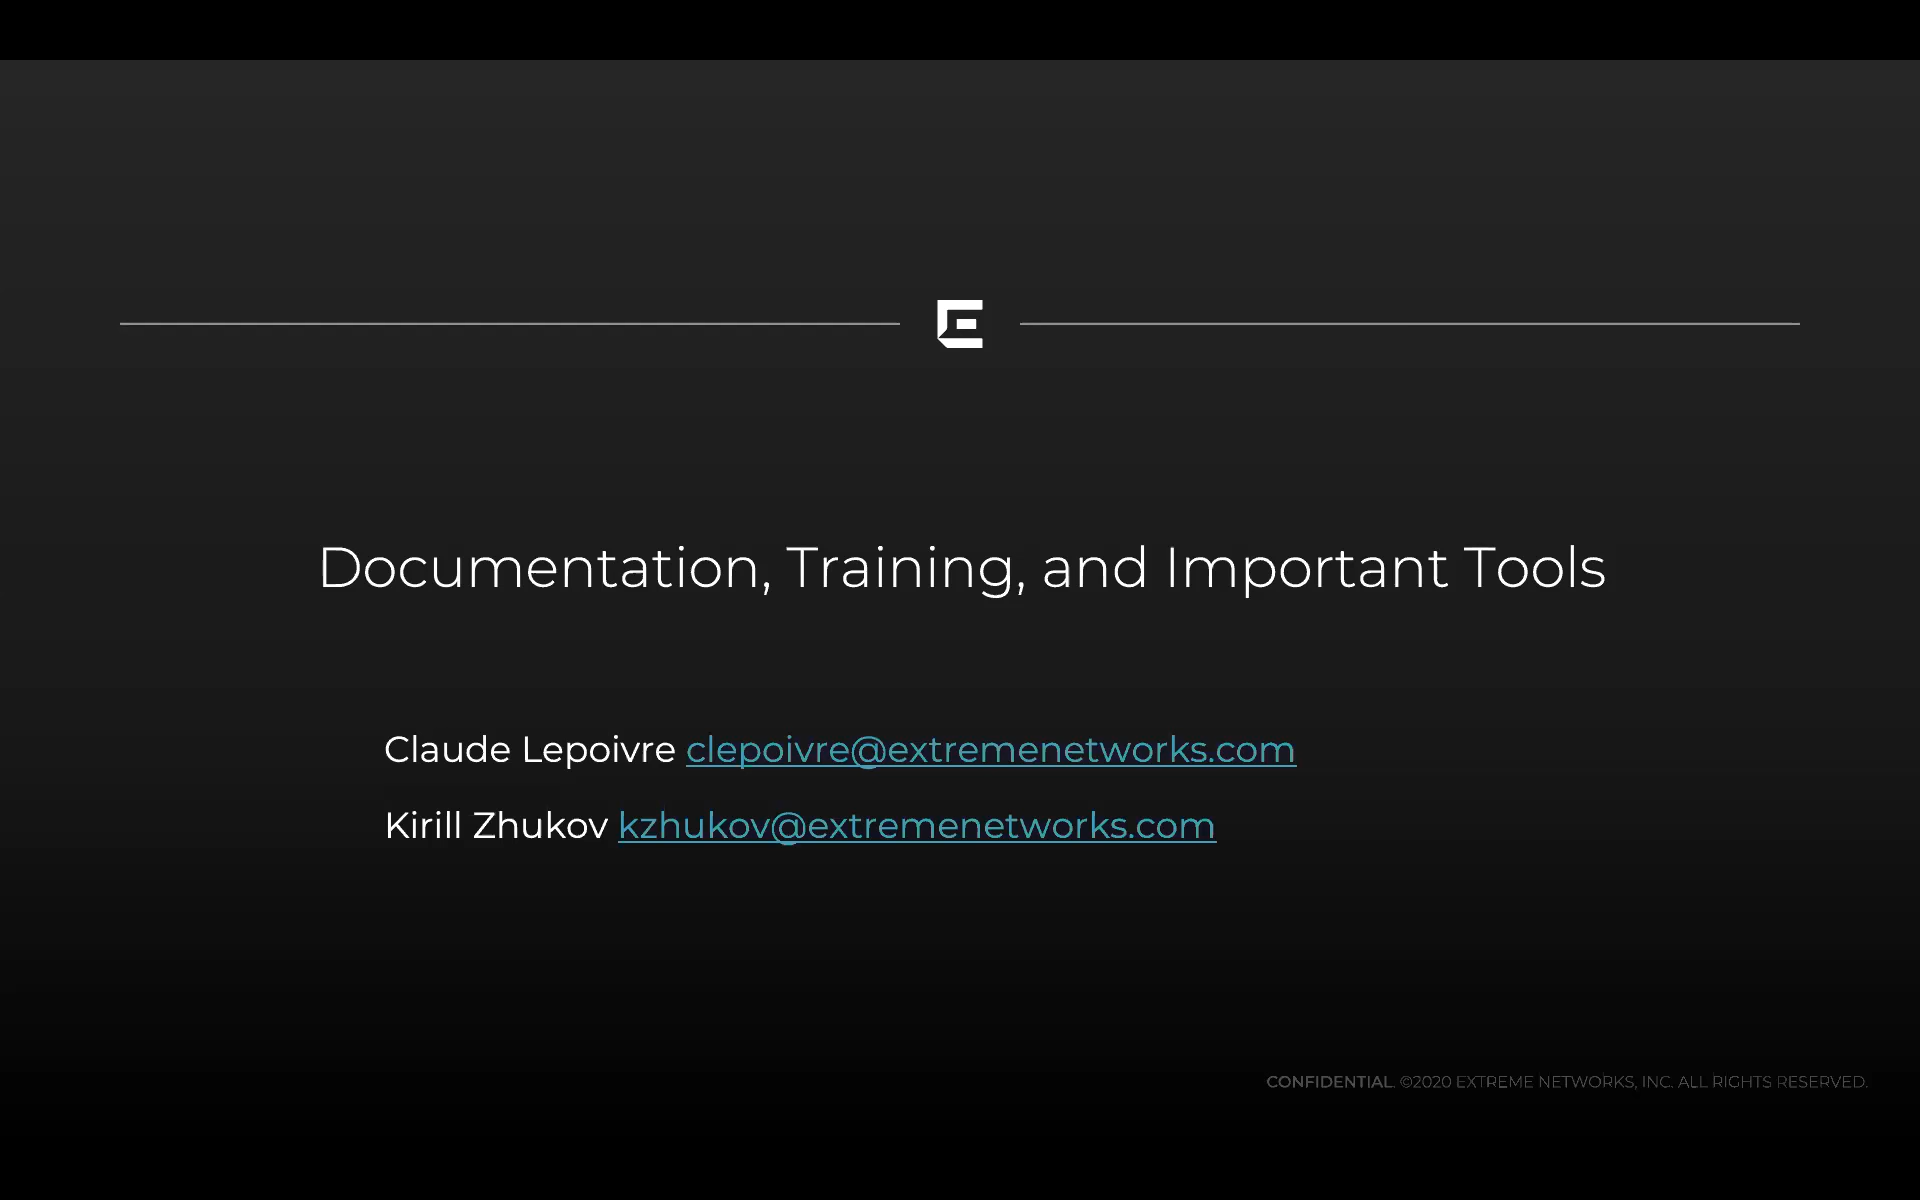 Documentation, Training, and Important Tools
Claude Lepoivre clepoivre@extremenetworks.com
Kirill Zhukov kzhukov@extremenetworks.com
CONFIDENTIAL. ©2020 EXTREME NETWORKS, INC. ALL RIGHTS RESERVED.